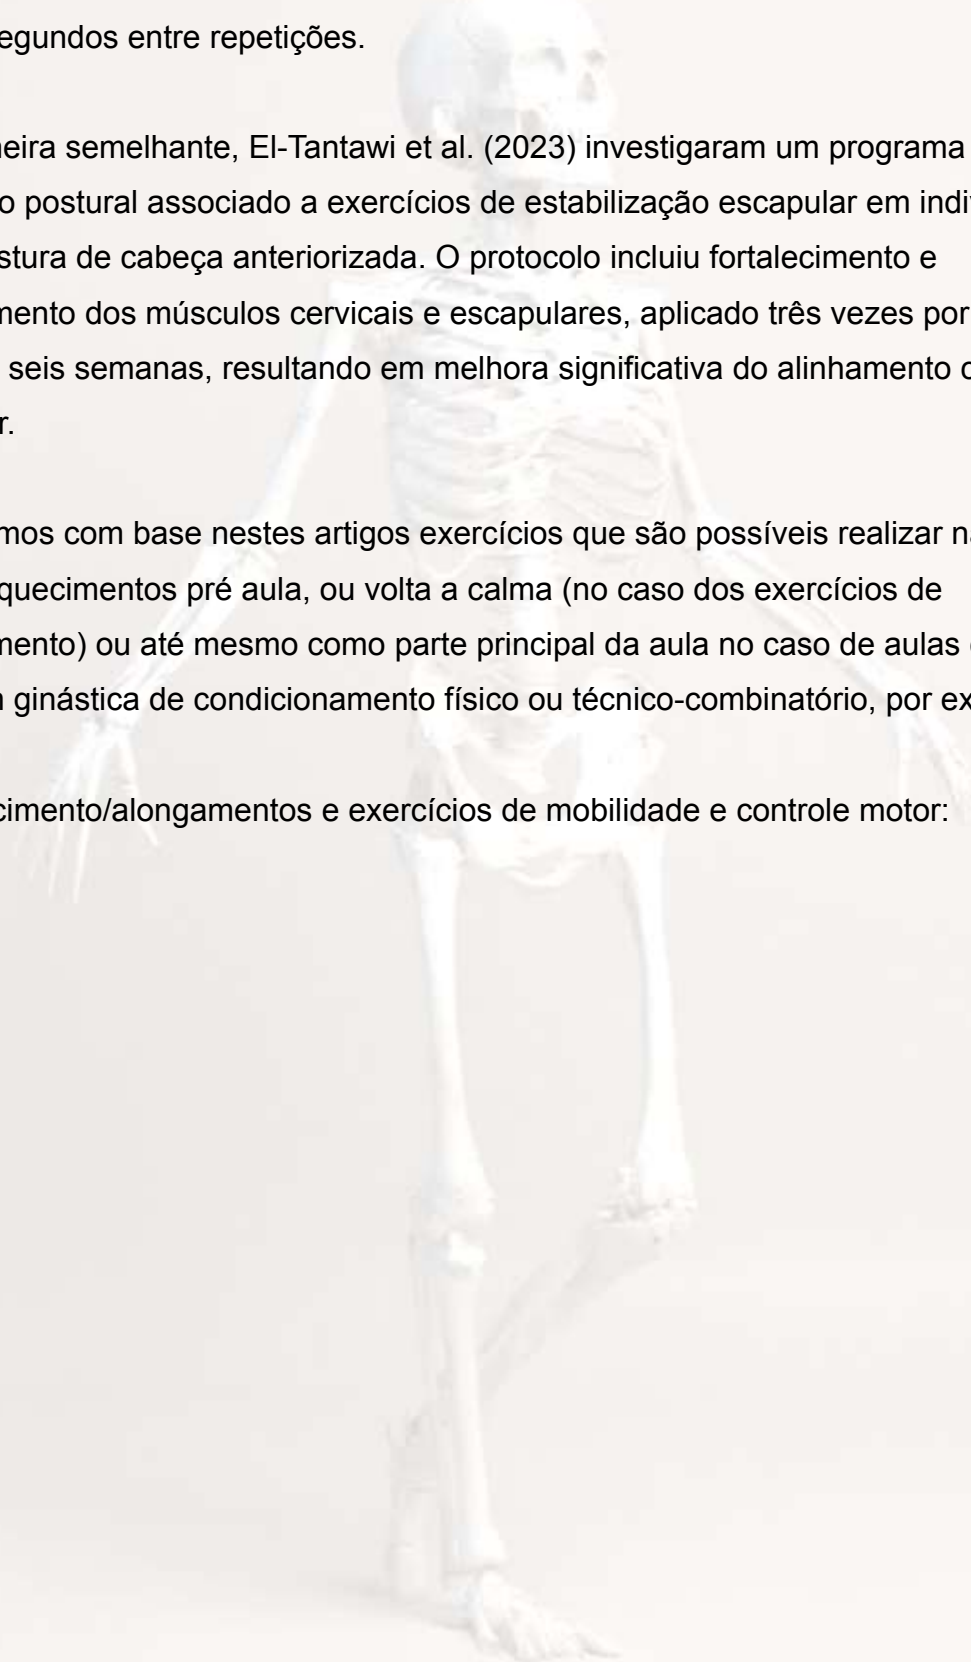 egundos entre repetições.
eira semelhante, El-Tantawi et al. (2023) investigaram um programa
o postural associado a exercícios de estabilização escapular em indi
stura de cabeça anteriorizada. O protocolo incluiu fortalecimento e
mento dos músculos cervicais e escapulares, aplicado três vezes por
seis semanas, resultando em melhora significativa do alinhamento c
r.
mos com base nestes artigos exercícios que são possíveis realizar na
quecimentos pré aula, ou volta a calma (no caso dos exercícios de
mento) ou até mesmo como parte principal da aula no caso de aulas
ginástica de condicionamento físico ou técnico-combinatório, por ex
cimento/alongamentos e exercícios de mobilidade e controle motor: